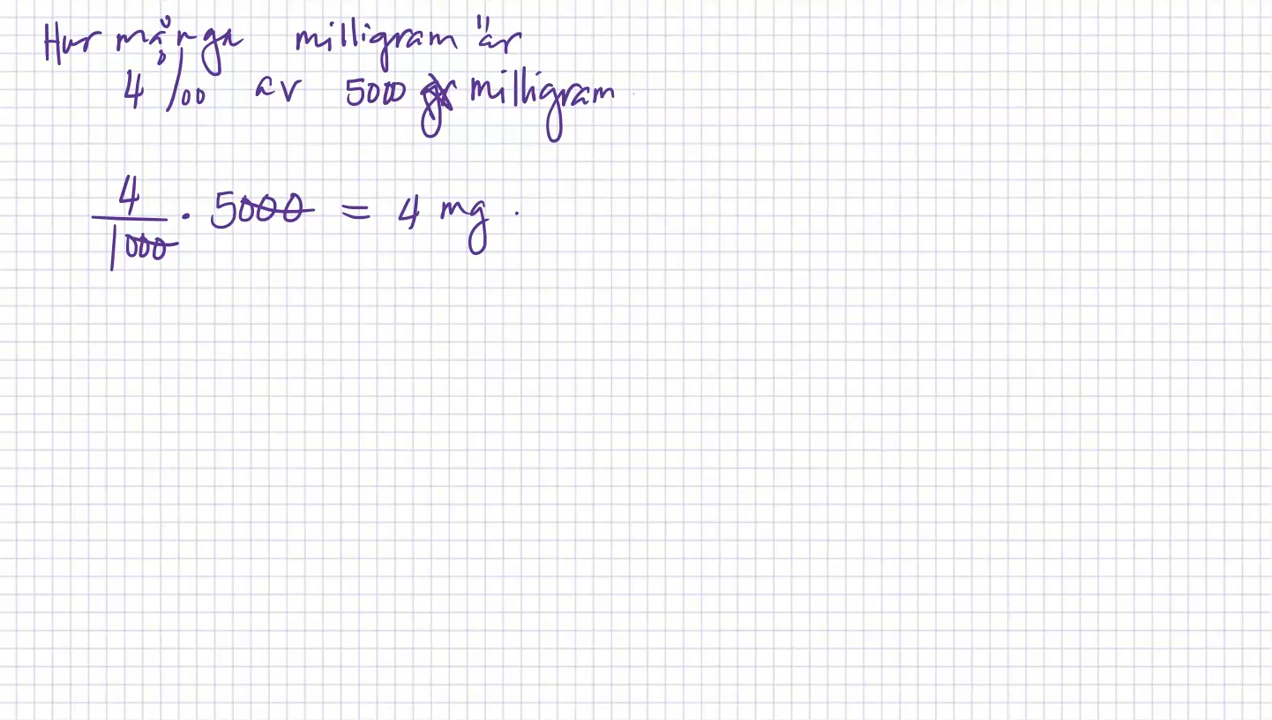 Hur många milligram är
4 ‰ av 5000 milligram
4/1000 · 5000 = 4 mg .